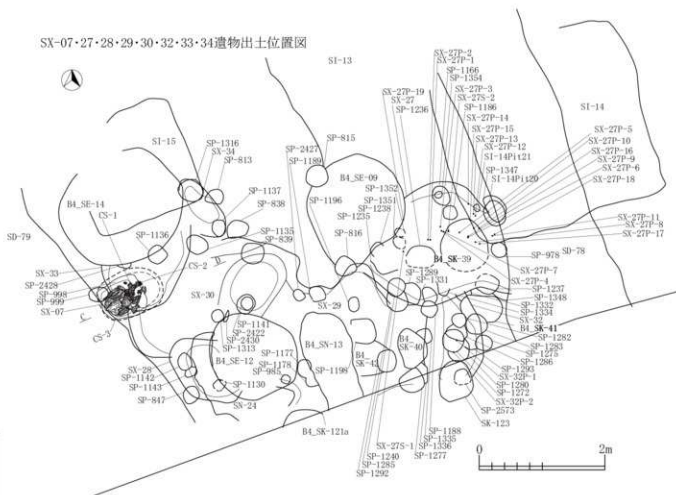 SX-07・27・28・29・30・32・33・34遺物出土位置図
SI-13
SI-14
SI-15
SP-1316
SX-34
SP-813
SP-2427
SP-1189
SP-815
SX-27P-19
SX-27
SP-1236
SX-27P-2
SX-27P-1
SP-1166
SP-1354
SX-27P-3
SX-27S-2
SP-1186
SX-27P-14
SX-27P-15
SX-27P-13
SX-27P-12
SI-14Pit21
SP-1347
SI-14Pit20
SX-27P-5
SX-27P-10
SX-27P-16
SX-27P-9
SX-27P-6
SX-27P-18
SX-27P-11
SX-27P-8
SX-27P-17
B4_SE-14
CS-1
SD-79
SP-1136
SP-1137
SP-838
SP-1135
SP-839
SP-1196
B4_SE-09
SP-1352
SP-1351
SP-1238
SP-1235
SP-816
B4_SK-39
SP-978
SD-78
SX-33
SP-2428
SP-998
SP-999
SX-07
CS-2
D
C
CS-3
SX-30
SX-29
SP-1289
SP-1331
SX-27P-7
SX-27P-4
SP-1237
SP-1348
SP-1332
SP-1334
SX-32
B4_SK-41
SP-1282
SP-1283
SP-1275
SP-1286
SP-1293
SX-32P-1
SP-1280
SP-1272
SX-32P-2
SP-2573
SK-123
SP-1141
SP-2422
SP-2430
SP-1313
B4_SE-12
SP-1177
SP-1178
SP-985
SP-1130
SN-24
B4_SN-13
SP-1198
B4_
SK-42
B4_
SK-40
SX-28
SP-1142
SP-1143
SP-847
B4_SK-121a
SX-27S-1
SP-1240
SP-1285
SP-1292
SP-1188
SP-1335
SP-1336
SP-1277
0
2m